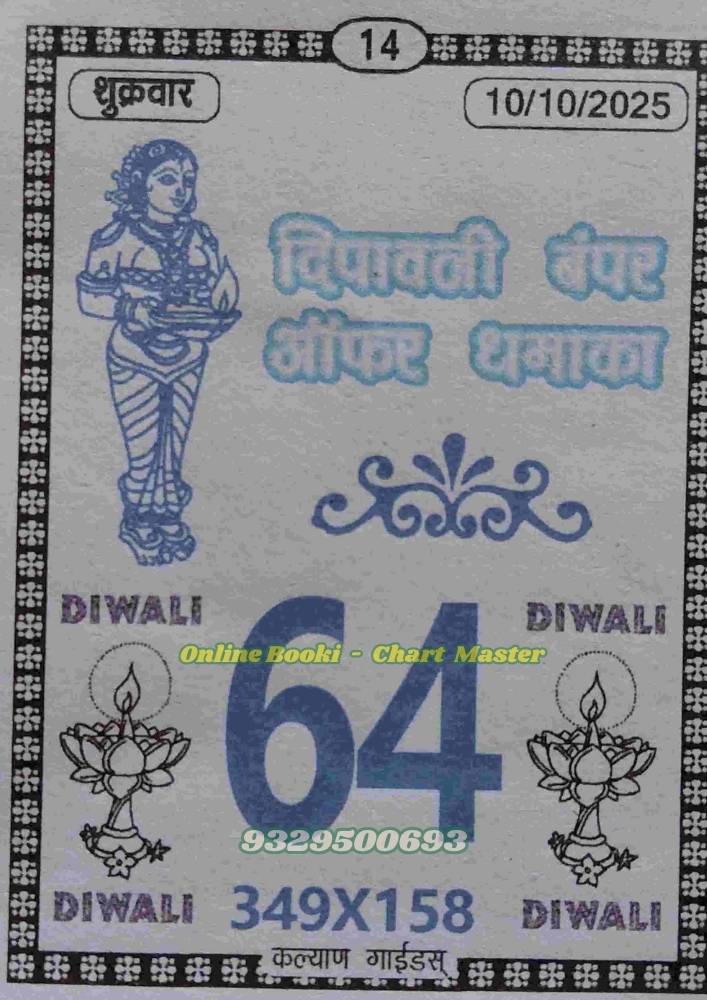 14
शुक्रवार
10/10/2025
दिपावली बंपर
ऑफर धमाका
DIWALI
DIWALI
Online Booki - Chart Master
64
9329500693
DIWALI
349X158
DIWALI
कल्याण गाईडस्